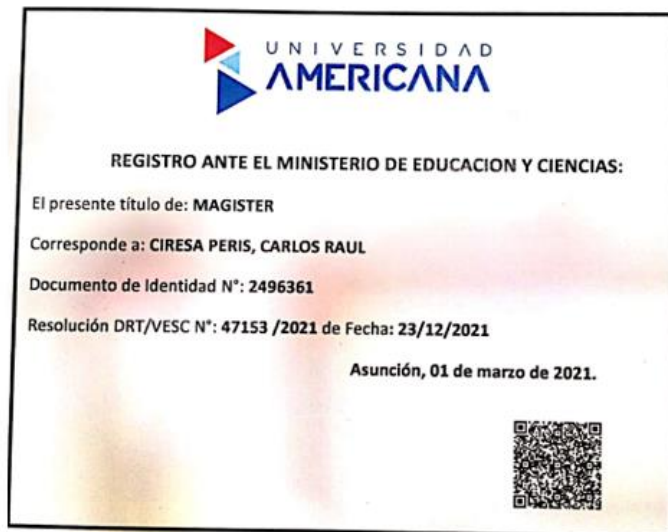 UNIVERSIDAD
AMERICANA
REGISTRO ANTE EL MINISTERIO DE EDUCACION Y CIENCIAS:
El presente título de: MAGISTER
Corresponde a: CIRESA PERIS, CARLOS RAUL
Documento de Identidad N°: 2496361
Resolución DRT/VESC N°: 47153 /2021 de Fecha: 23/12/2021
Asunción, 01 de marzo de 2021.